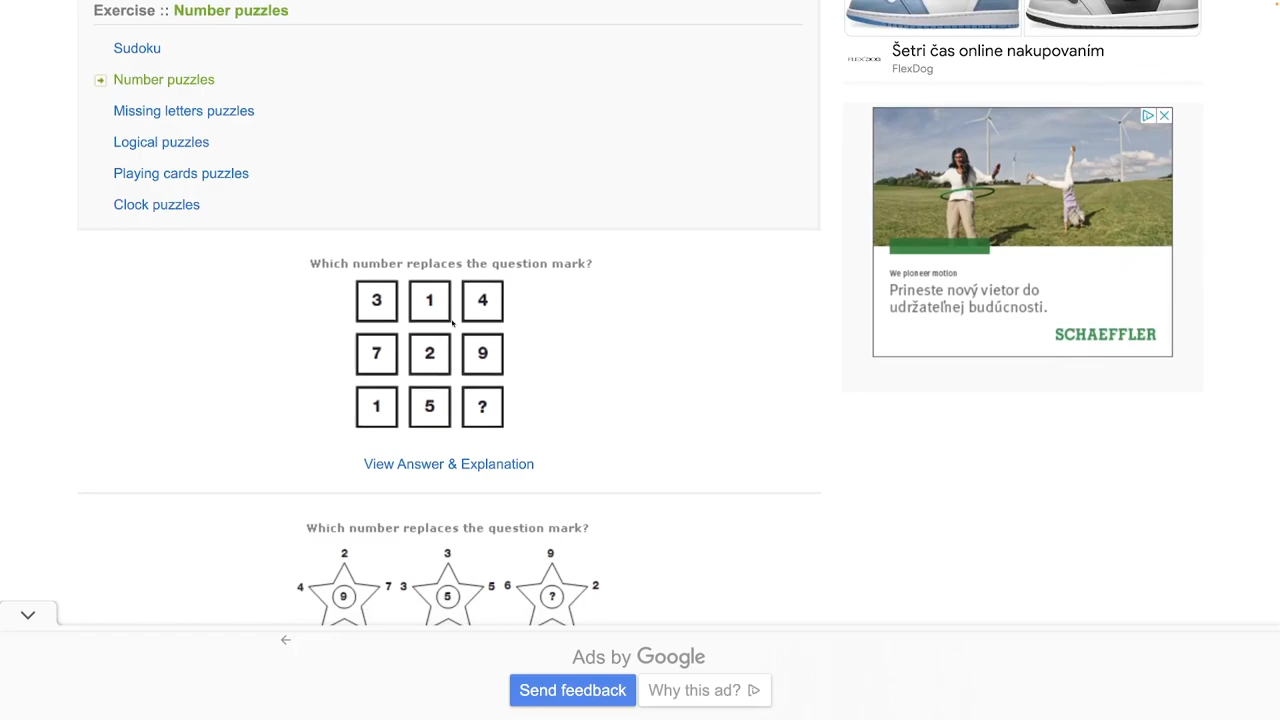 Exercise :: Number puzzles
Sudoku
Number puzzles
Missing letters puzzles
Logical puzzles
Playing cards puzzles
Clock puzzles
Which number replaces the question mark?
3 1 4
7 2 9
1 5 ?
View Answer & Explanation
Which number replaces the question mark?
2 3 9
4 7 3 5 6 2
9 5 ?
Šetri čas online nakupovaním
FLEXDOG
FlexDog
We pioneer motion
Prineste nový vietor do
udržateľnej budúcnosti.
SCHAEFFLER
Ads by Google
Send feedback
Why this ad?